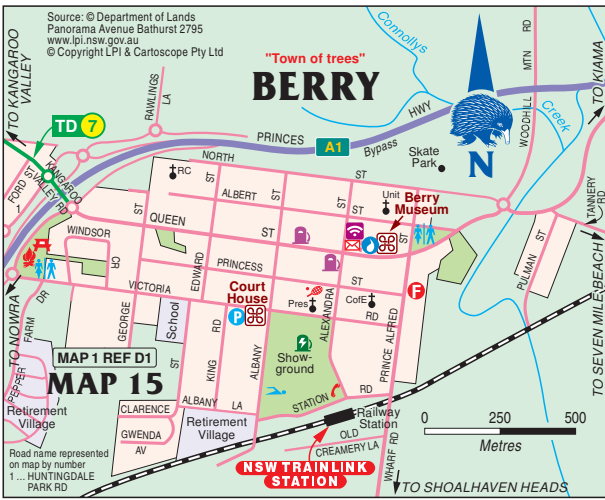 Source: © Department of Lands
Panorama Avenue Bathurst 2795
www.lpi.nsw.gov.au
© Copyright LPI & Cartoscope Pty Ltd
"Town of trees"
BERRY
Connollys
Creek
WOODHILL MTN RD
TO KIAMA
TO KANGAROO
VALLEY
TD 7
RAWLINGS
LA
PRINCES
A1
HWY
Bypass
Skate
Park
N
KANGAROO
VALLEY RD
FORD ST
1
RC
NORTH
ST
ST
ALBERT
ST
ST
Unit
Berry
Museum
TANNERY
RD
ST
QUEEN
ST
ST
WINDSOR
CR
EDWARD
PRINCESS
ST
PULMAN ST
VICTORIA
Court
House
P
Pres
CofE
RD
F
TO NOWRA
FARM DR
PEPPER
GEORGE
School
ST
KING
RD
ALBANY
ALEXANDRA
PRINCE ALFRED
Show-
ground
MAP 1 REF D1
MAP 15
TO SEVEN MILE BEACH
Retirement
Village
CLARENCE
GWENDA
AV
ALBANY
LA
Retirement
Village
STATION
RD
Railway
Station
OLD
CREAMERY LA
WHARF RD
0 250 500
Metres
Road name represented
on map by number
1 ... HUNTINGDALE
PARK RD
NSW TRAINLINK
STATION
TO SHOALHAVEN HEADS